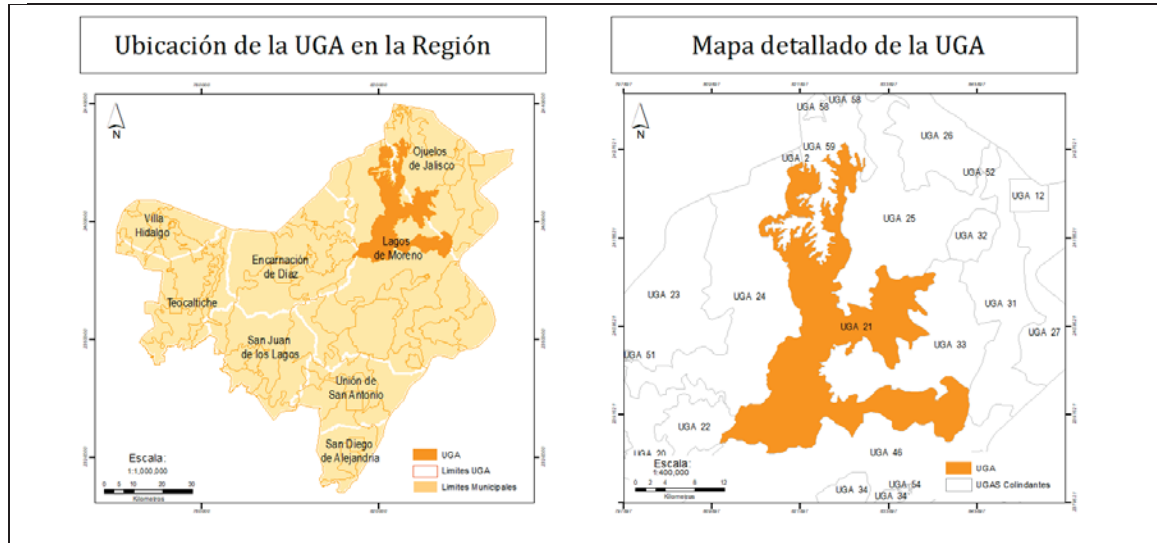 Ubicación de la UGA en la Región
N
Ojuelos
de Jalisco
Villa
Hidalgo
Lagos
de Moreno
Encarnación
de Díaz
Teocaltiche
San Juan
de los Lagos
Unión de
San Antonio
San Diego
de Alejandría
Escala:
1:1,000,000
0 5 10 20 30
Kilometros
UGA
Limites UGA
Limites Municipales
Mapa detallado de la UGA
N
UGA 58
UGA 58
UGA 26
UGA 59
UGA 2
UGA 52
UGA 12
UGA 25
UGA 32
UGA 23
UGA 24
UGA 31
UGA 21
UGA 27
UGA 33
UGA 51
UGA 22
UGA 20
UGA 46
UGA 54
UGA 34
UGA 34
Escala:
1:400,000
0 2 4 8 12
Kilometros
UGA
UGAS Colindantes